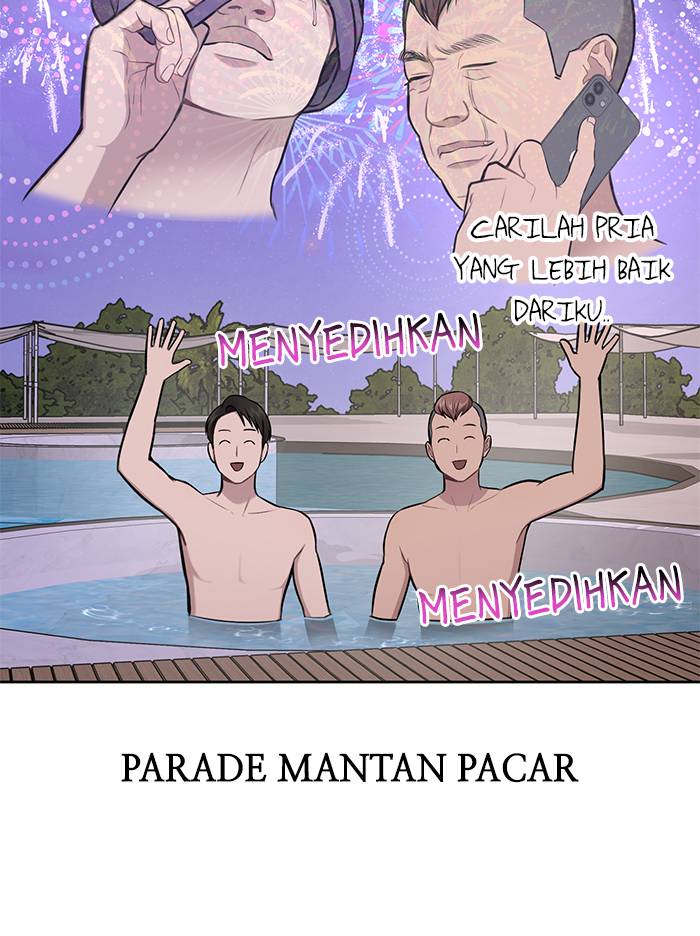 CARILAH PRIA
YANG LEBIH BAIK
DARIKU..
MENYEDIHKAN
MENYEDIHKAN
PARADE MANTAN PACAR